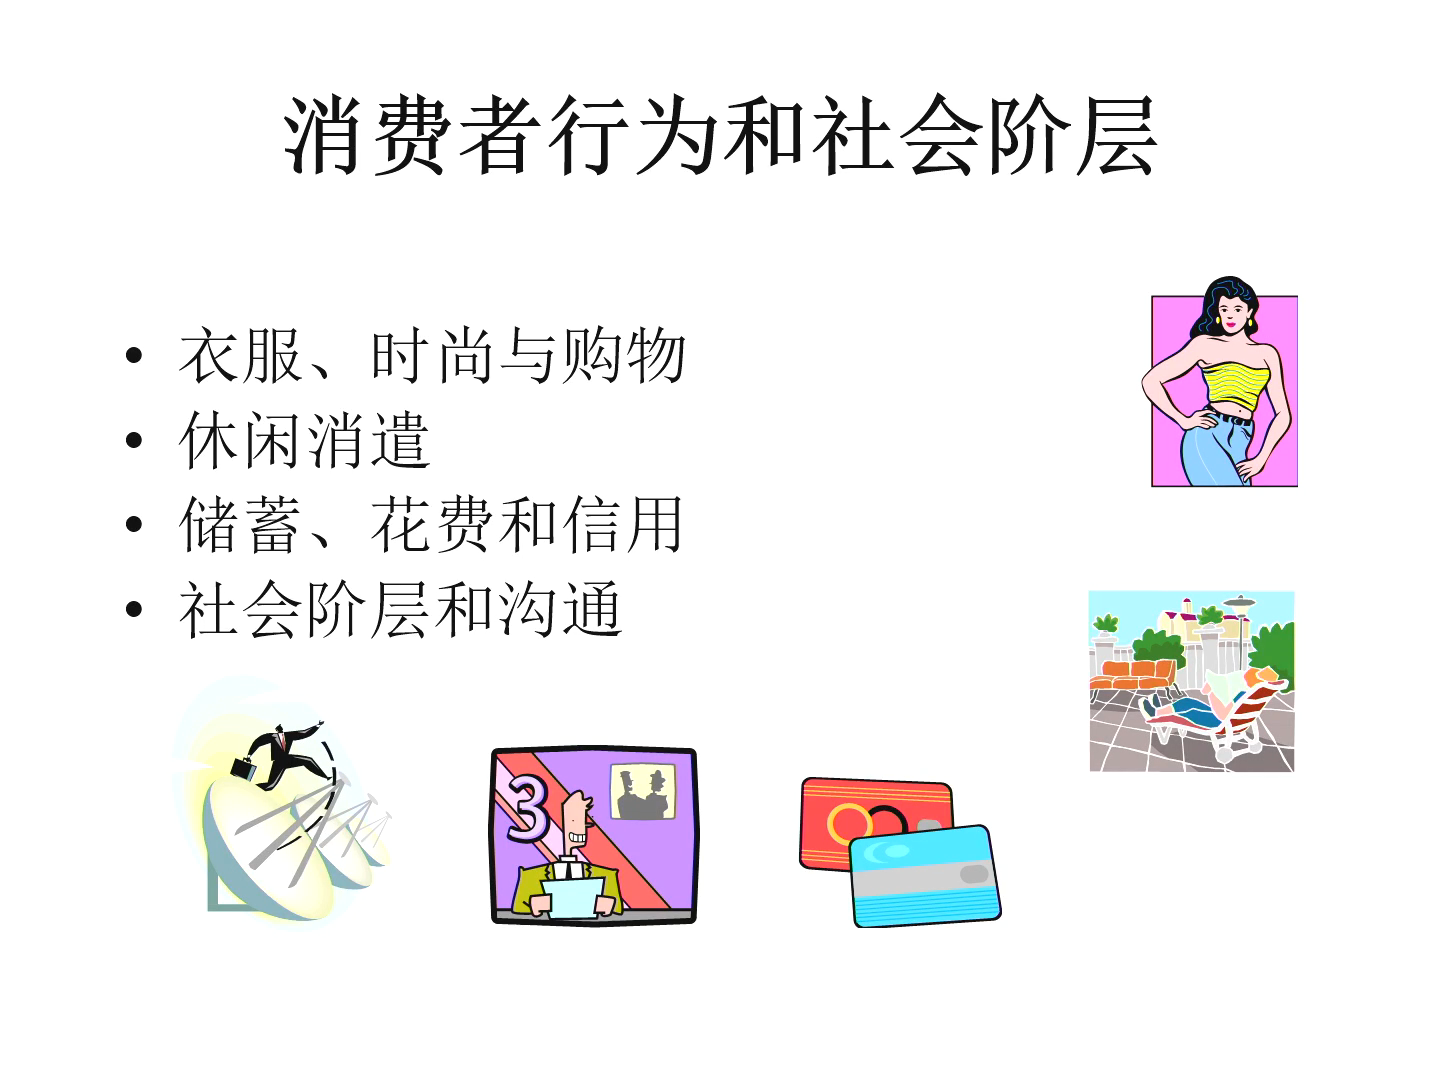 消费者行为和社会阶层
• 衣服、时尚与购物
• 休闲消遣
• 储蓄、花费和信用
• 社会阶层和沟通
3